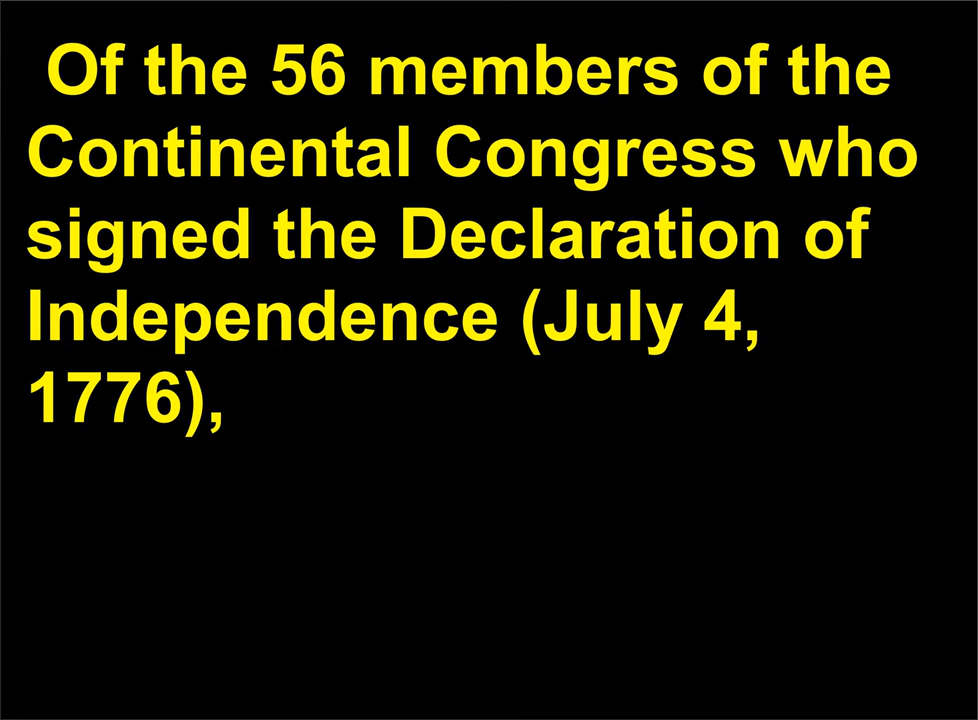 Of the 56 members of the
Continental Congress who
signed the Declaration of
Independence (July 4,
1776),